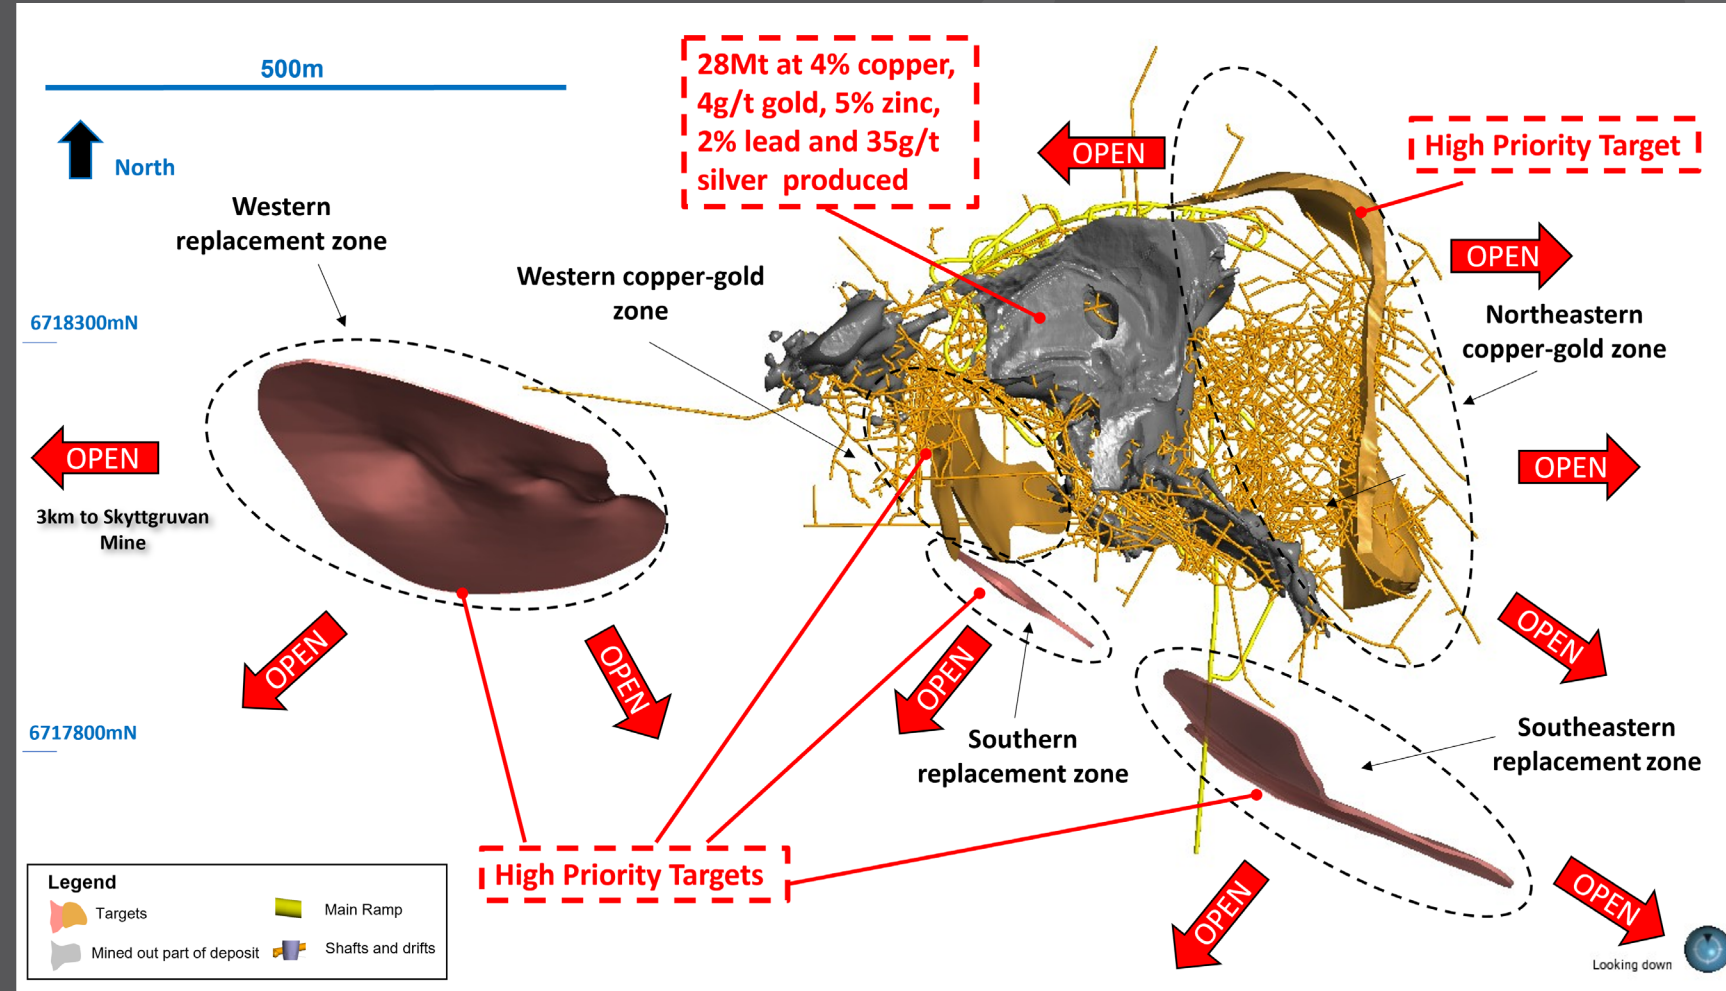 500m
North
28Mt at 4% copper,
4g/t gold, 5% zinc,
2% lead and 35g/t
silver produced
OPEN
High Priority Target
Western
replacement zone
Western copper-gold
zone
OPEN
6718300mN
Northeastern
copper-gold zone
OPEN
3km to Skyttgruvan
Mine
OPEN
OPEN
OPEN
OPEN
OPEN
6717800mN
Southern
replacement zone
Southeastern
replacement zone
High Priority Targets
OPEN
OPEN
Legend
Targets
Main Ramp
Mined out part of deposit
Shafts and drifts
Looking down